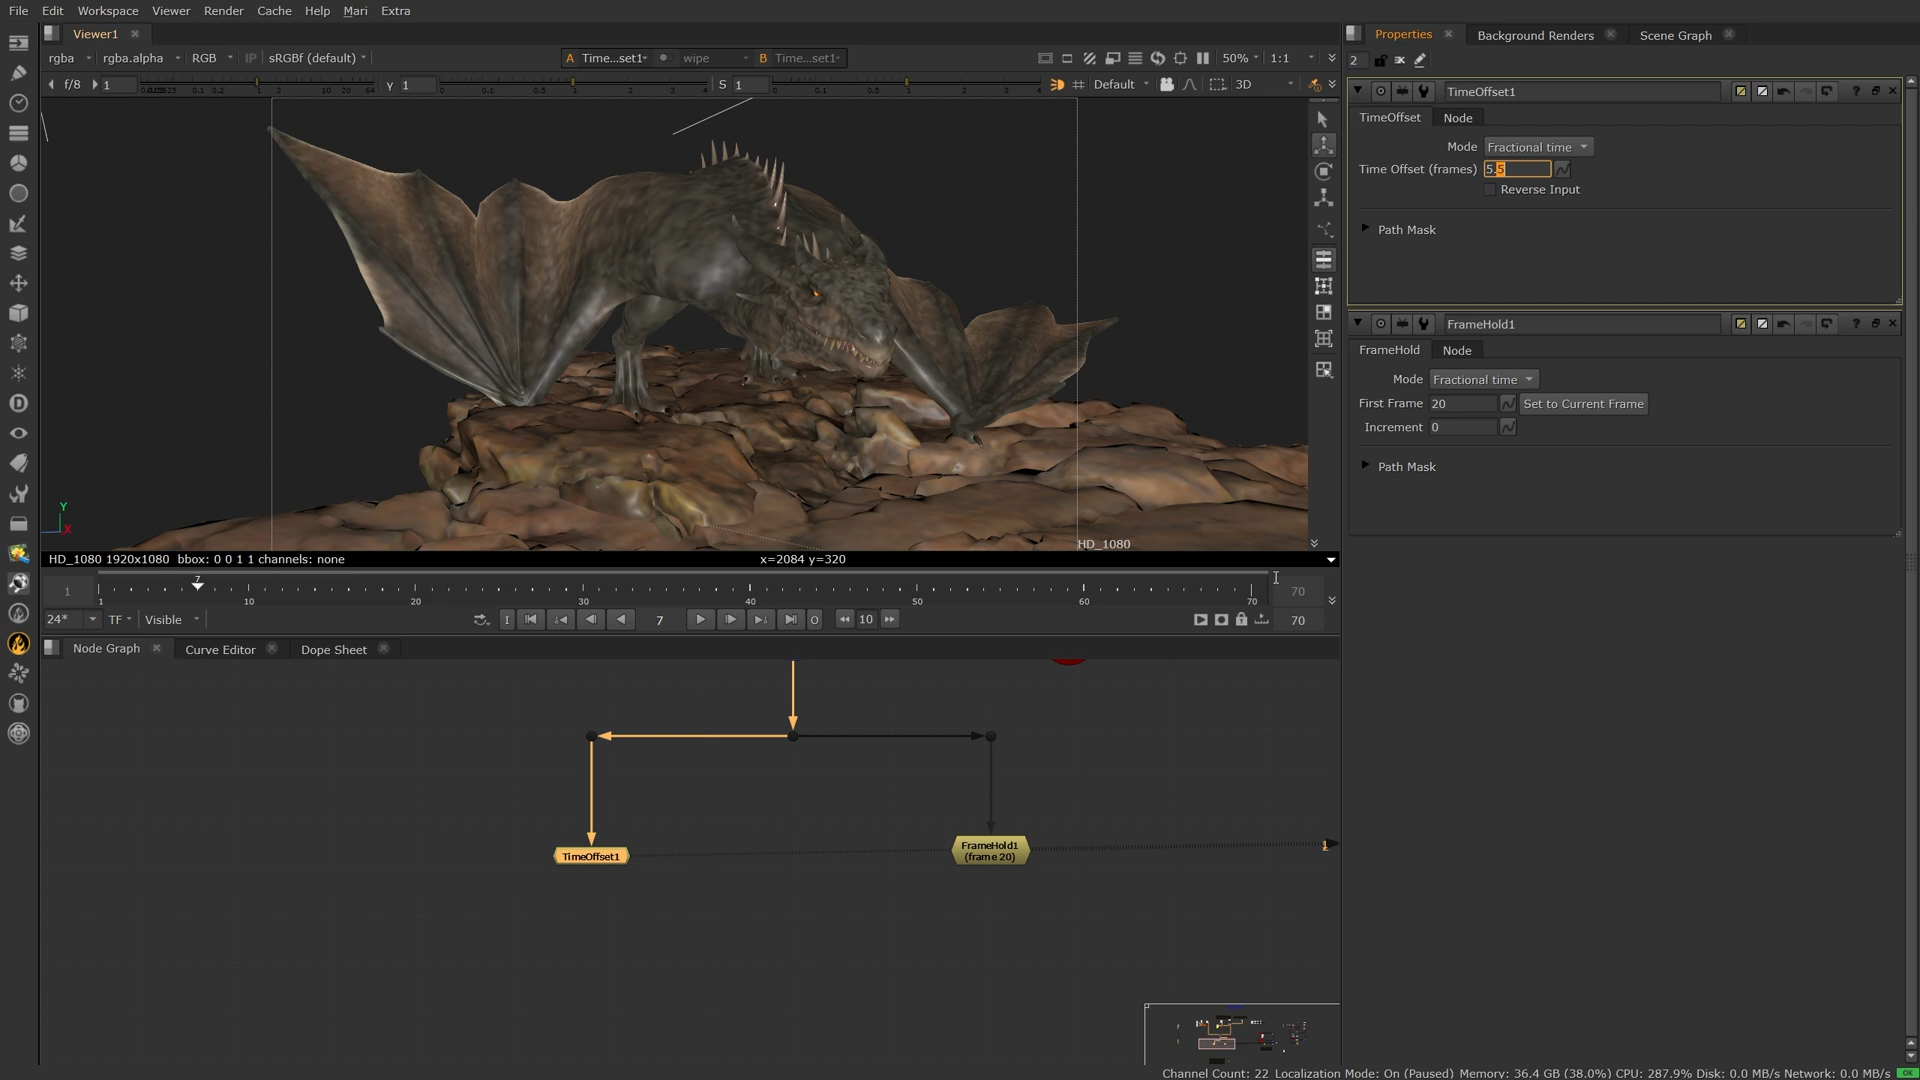 File Edit Workspace Viewer Render Cache Help Mari Extra
Viewer1
rgba rgba.alpha RGB IP sRGBf (default) A Time...set1 wipe B Time...set1 50% 1:1
f/8 1 Y 1 S 1 Default 3D
HD_1080
Y
X
HD_1080 1920x1080 bbox: 0 0 1 1 channels: none x=2084 y=320
1 7 70
1 10 20 30 40 50 60 70
24* TF Visible I 7 O 10 70
Node Graph Curve Editor Dope Sheet
TimeOffset1
FrameHold1
(frame 20)
1
Properties Background Renders Scene Graph
2
TimeOffset1
TimeOffset Node
Mode Fractional time
Time Offset (frames) 5.5
Reverse Input
Path Mask
FrameHold1
FrameHold Node
Mode Fractional time
First Frame 20 Set to Current Frame
Increment 0
Path Mask
Channel Count: 22 Localization Mode: On (Paused) Memory: 36.4 GB (38.0%) CPU: 287.9% Disk: 0.0 MB/s Network: 0.0 MB/s OK